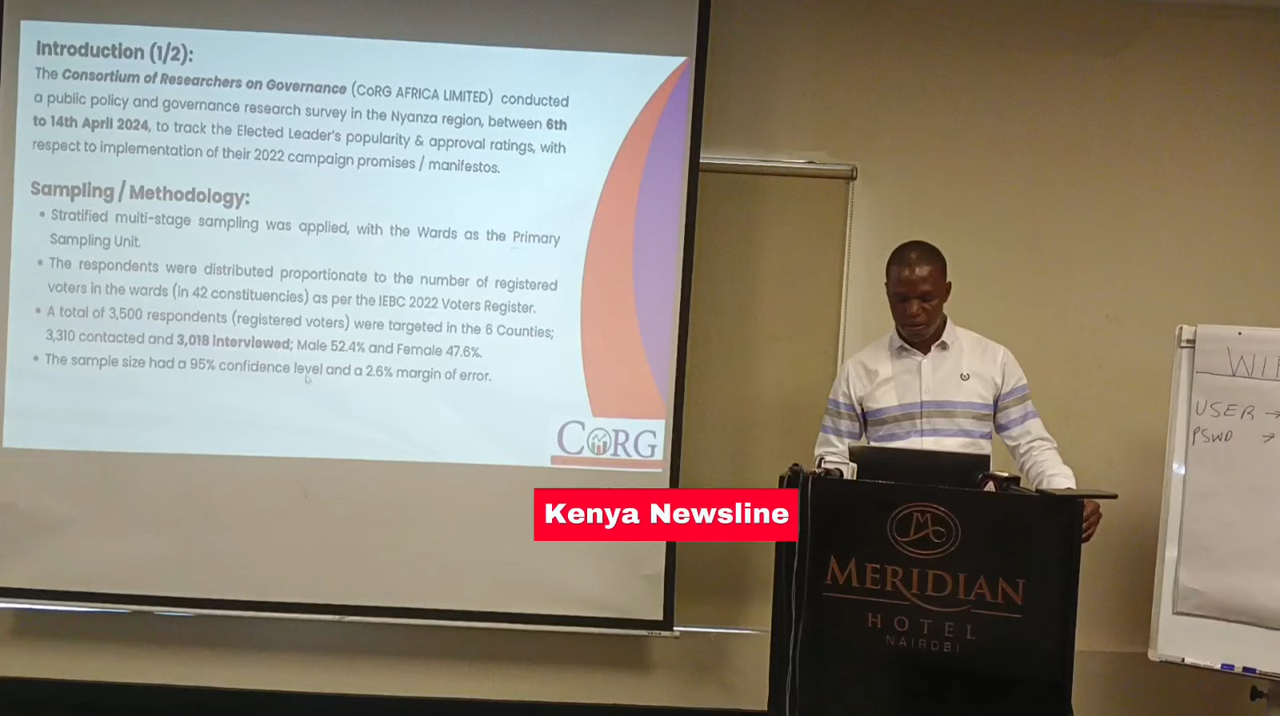 Introduction (1/2):
The Consortium of Researchers on Governance (CoRG AFRICA LIMITED) conducted
a public policy and governance research survey in the Nyanza region, between 6th
to 14th April 2024, to track the Elected Leader's popularity & approval ratings, with
respect to implementation of their 2022 campaign promises / manifestos.
Sampling / Methodology:
• Stratified multi-stage sampling was applied, with the Wards as the Primary
Sampling Unit.
• The respondents were distributed proportionate to the number of registered
voters in the wards (in 42 constituencies) as per the IEBC 2022 Voters Register.
• A total of 3,500 respondents (registered voters) were targeted in the 6 Counties;
3,310 contacted and 3,018 Interviewed; Male 52.4% and Female 47.6%.
• The sample size had a 95% confidence level and a 2.6% margin of error.
CoRG
Kenya Newsline
MERIDIAN
HOTEL
NAIROBI
USER →
PSWD →